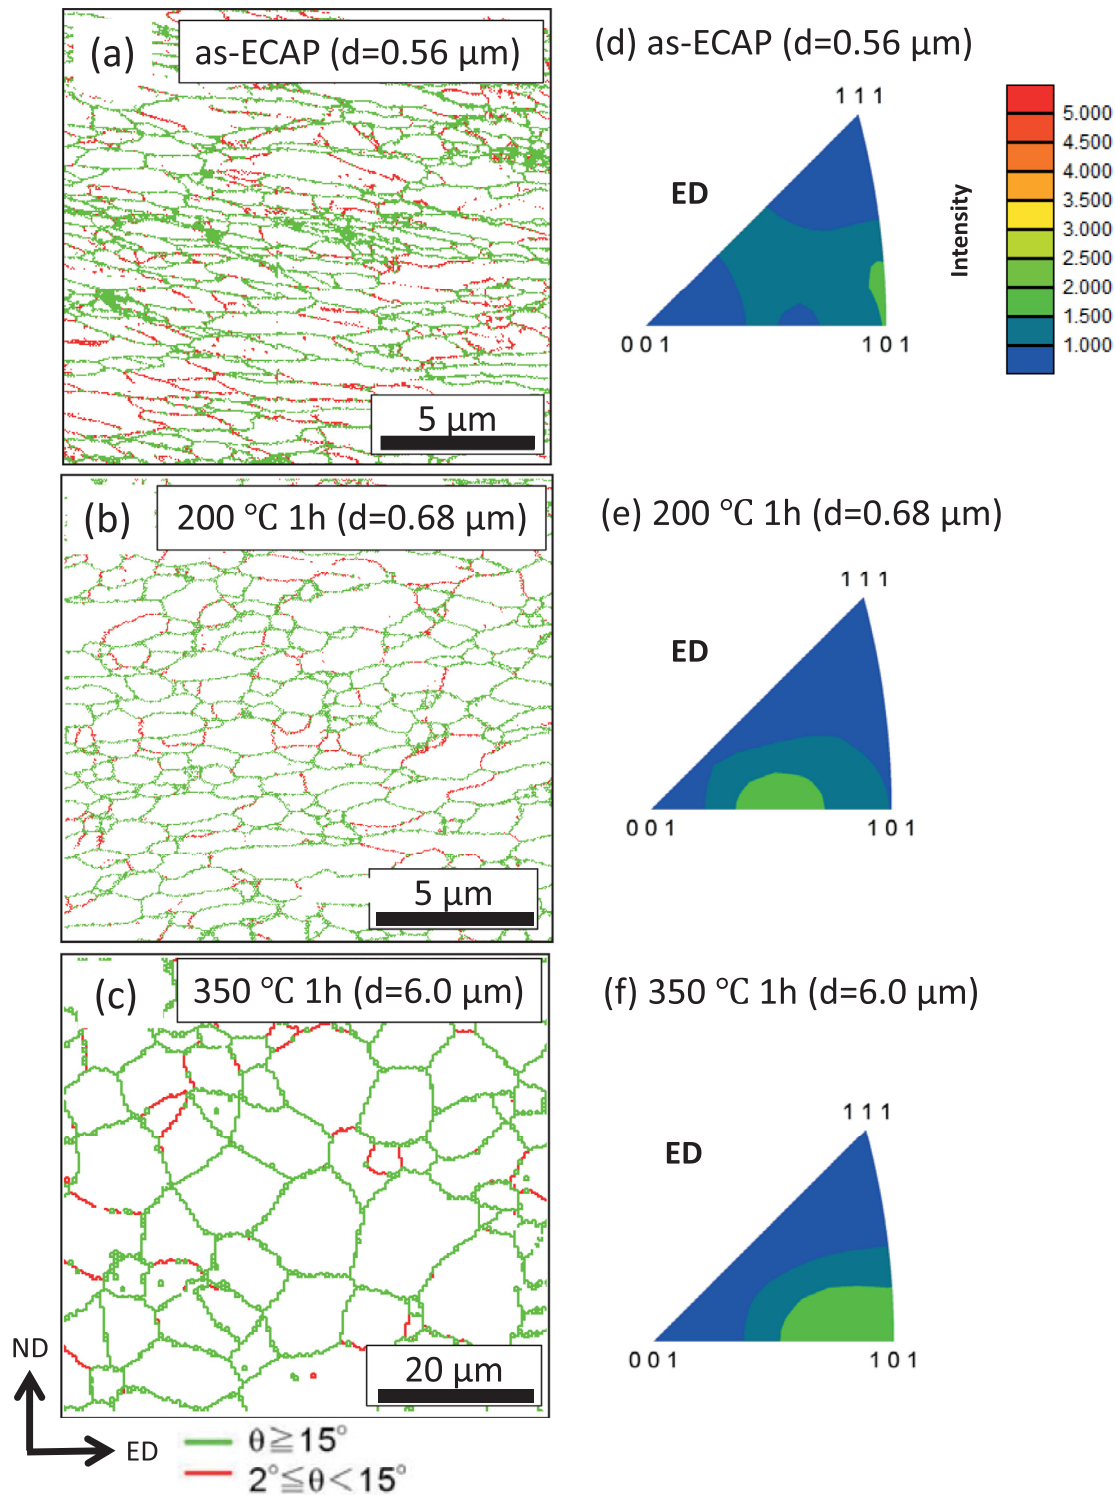 (a) as-ECAP (d=0.56 μm)
5 μm
(d) as-ECAP (d=0.56 μm)
1 1 1
ED
0 0 1
1 0 1
Intensity
5.000
4.500
4.000
3.500
3.000
2.500
2.000
1.500
1.000
(b) 200 ℃ 1h (d=0.68 μm)
5 μm
(e) 200 ℃ 1h (d=0.68 μm)
1 1 1
ED
0 0 1
1 0 1
(c) 350 ℃ 1h (d=6.0 μm)
20 μm
(f) 350 ℃ 1h (d=6.0 μm)
1 1 1
ED
0 0 1
1 0 1
ND
ED
θ≧15°
2°≦θ<15°